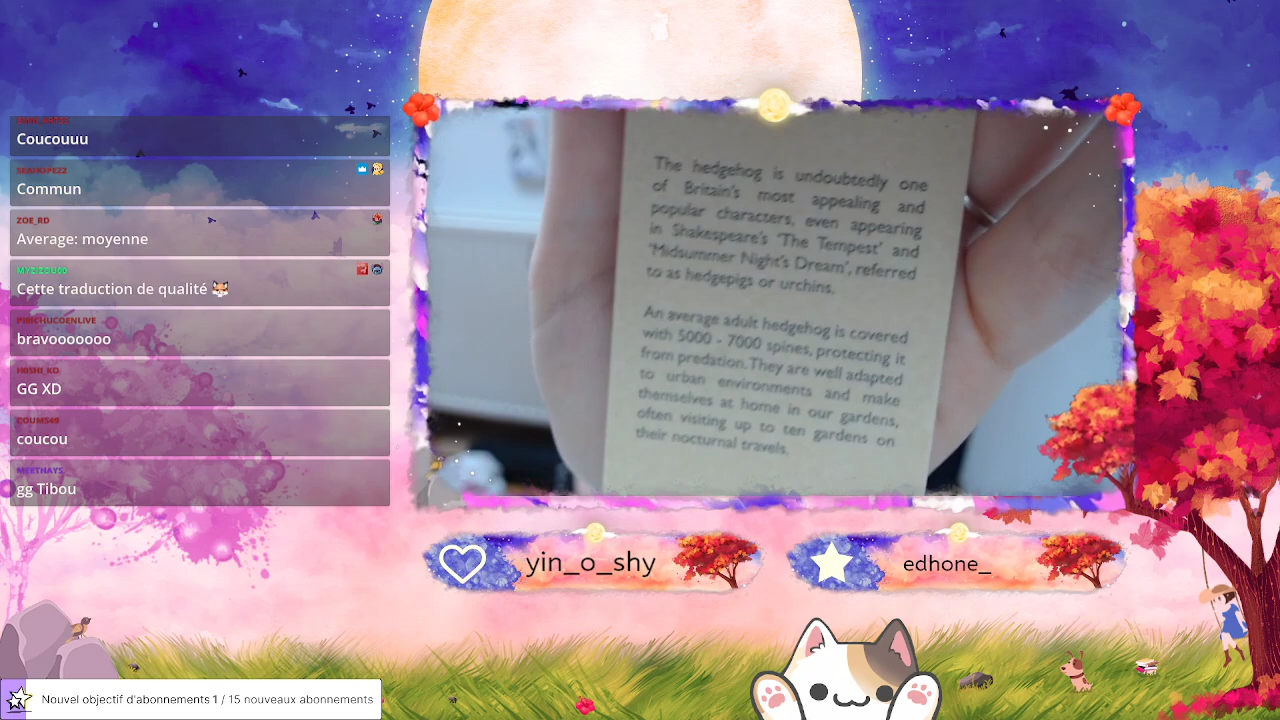 Coucouuu
Commun
ZOE_RD
Average: moyenne
Cette traduction de qualité
PIKACHUCOENLIVE
bravooooooo
GG XD
COUMS49
coucou
MEETHAYS
gg Tibou
The hedgehog is undoubtedly one
of Britain's most appealing and
popular characters, even appearing
in Shakespeare's 'The Tempest' and
'Midsummer Night's Dream', referred
to as hedgepigs or urchins.
An average adult hedgehog is covered
with 5000 - 7000 spines, protecting it
from predation. They are well adapted
to urban environments and make
themselves at home in our gardens,
often visiting up to ten gardens on
their nocturnal travels.
yin_o_shy
edhone_
objectif d'abonnements 1 / 15 nouveaux abonnements